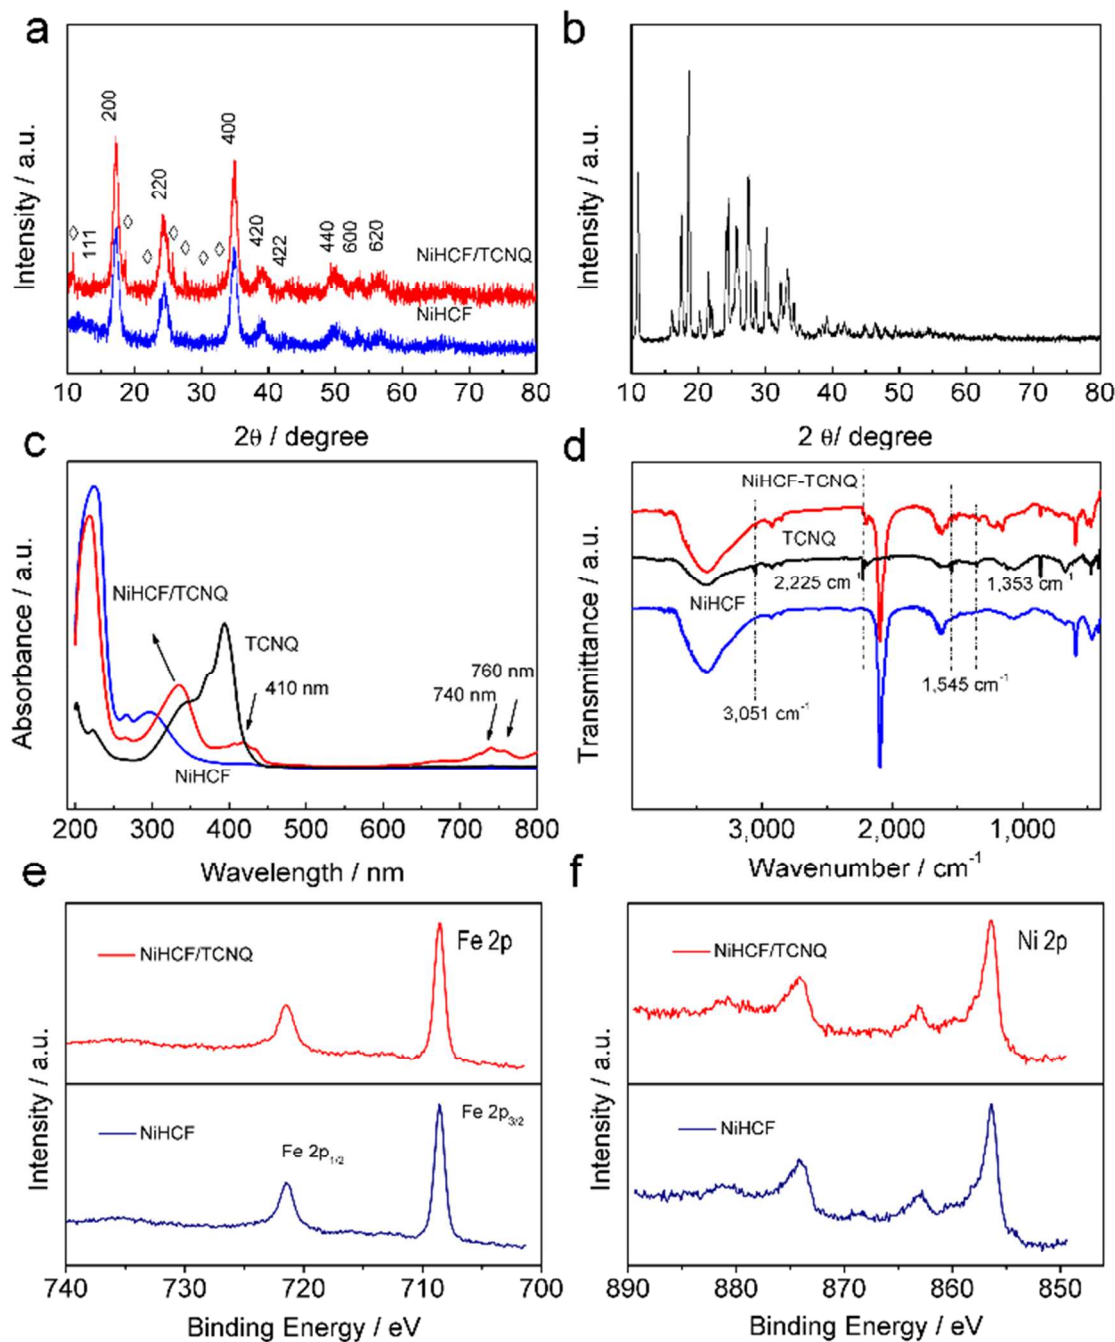 a
Intensity / a.u.
200
111
220
400
420
422
440
600
620
NiHCF/TCNQ
NiHCF
10 20 30 40 50 60 70 80
2θ / degree
b
Intensity / a.u.
10 20 30 40 50 60 70 80
2 θ/ degree
c
Absorbance / a.u.
NiHCF/TCNQ
TCNQ
410 nm
760 nm
740 nm
NiHCF
200 300 400 500 600 700 800
Wavelength / nm
d
Transmittance / a.u.
NiHCF-TCNQ
TCNQ
2,225 cm⁻¹
1,353 cm⁻¹
NiHCF
1,545 cm⁻¹
3,051 cm⁻¹
3,000 2,000 1,000
Wavenumber / cm⁻¹
e
Intensity / a.u.
NiHCF/TCNQ
Fe 2p
Intensity / a.u.
NiHCF
Fe 2p₃/₂
Fe 2p₁/₂
740 730 720 710 700
Binding Energy / eV
f
Intensity / a.u.
NiHCF/TCNQ
Ni 2p
Intensity / a.u.
NiHCF
890 880 870 860 850
Binding Energy / eV